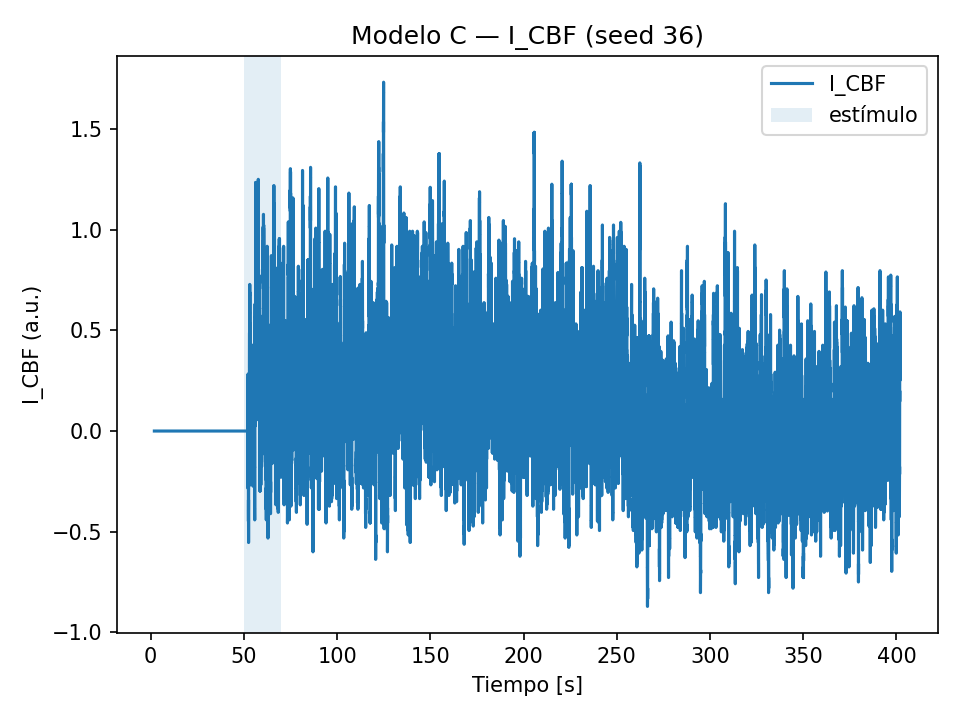 Modelo C — I_CBF (seed 36)
I_CBF
estímulo
I_CBF (a.u.)
1.5
1.0
0.5
0.0
−0.5
−1.0
0 50 100 150 200 250 300 350 400
Tiempo [s]